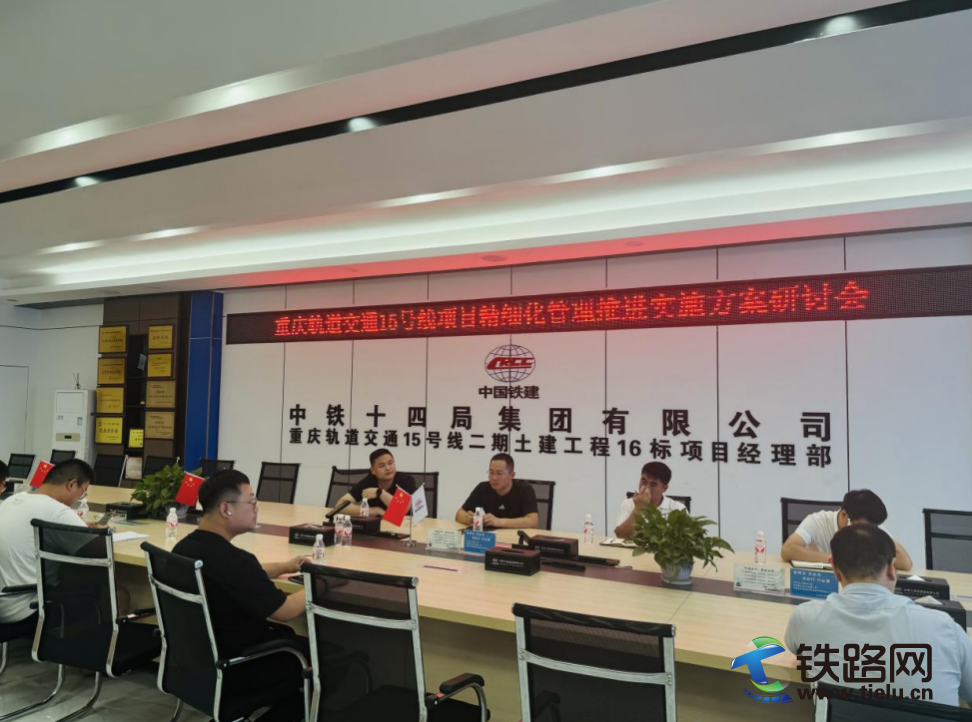 重庆轨道交通15号线项目精细化管理推进实施方案研讨会
CRCC
中国铁建
中铁十四局集团有限公司
重庆轨道交通15号线二期土建工程16标项目经理部
铁路网
www.tielu.cn